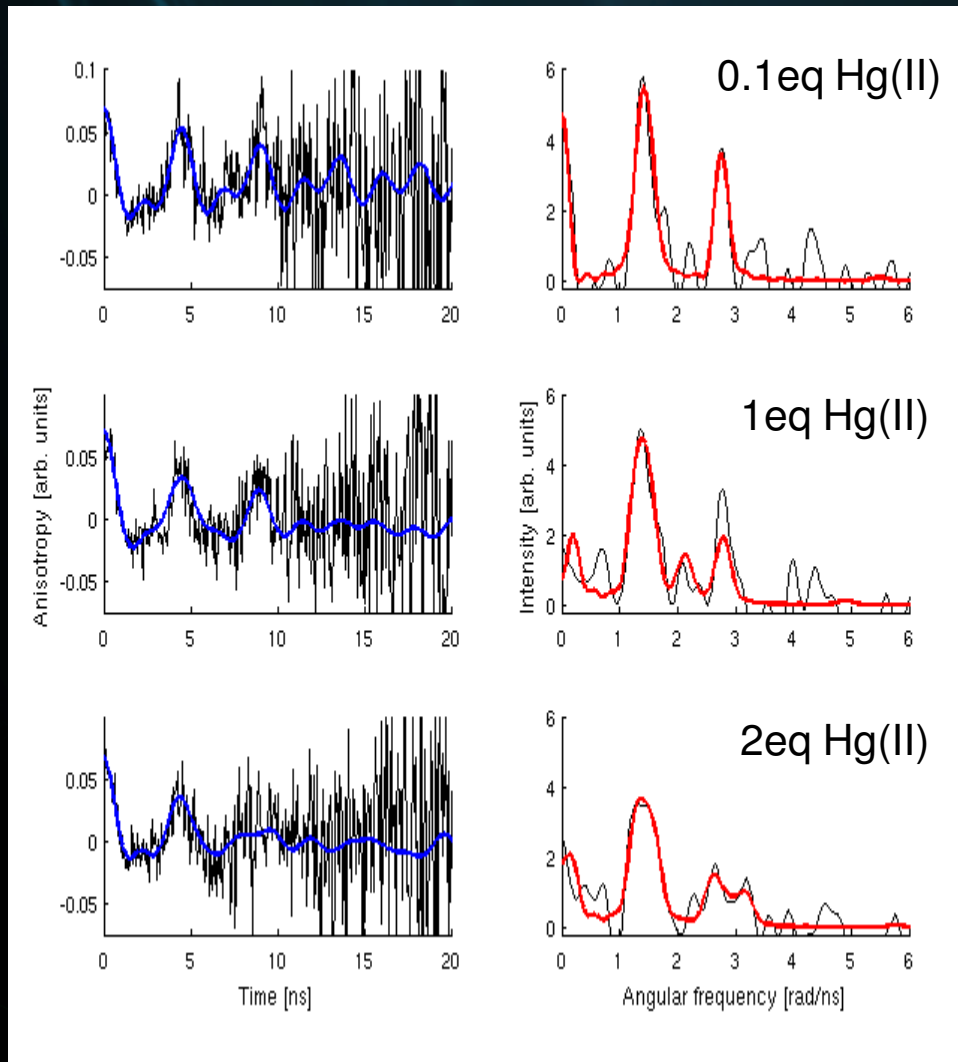 0.1
0.05
0
-0.05
0 5 10 15 20
6
4
2
0
0 1 2 3 4 5 6
0.1eq Hg(II)
Anisotropy [arb. units]
0.05
0
-0.05
0 5 10 15 20
Intensity [arb. units]
6
4
2
0
0 1 2 3 4 5 6
1eq Hg(II)
0.05
0
-0.05
0 5 10 15 20
Time [ns]
6
4
2
0
0 1 2 3 4 5 6
Angular frequency [rad/ns]
2eq Hg(II)